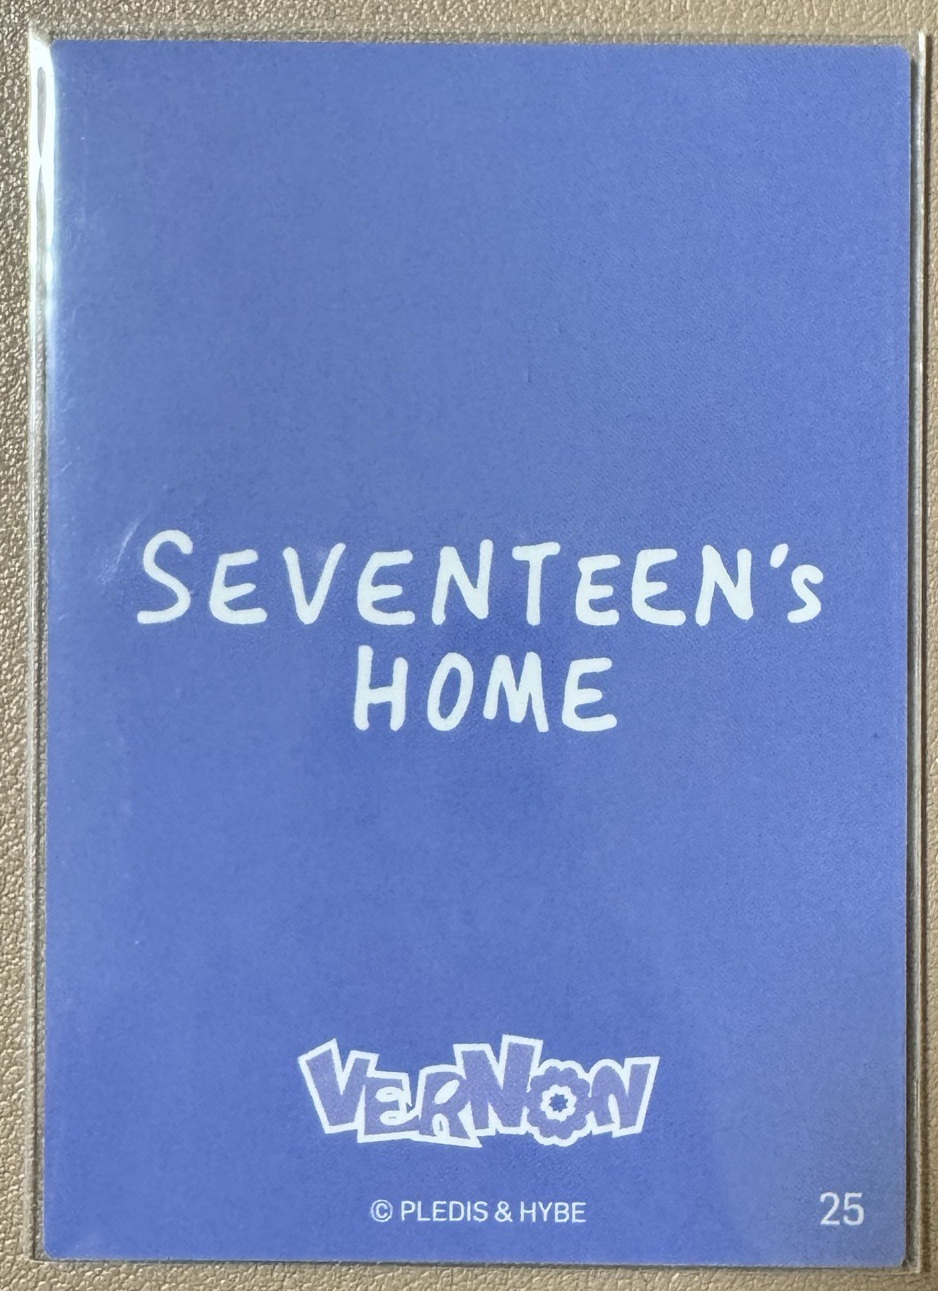 SEVENTEEN's
HOME
VERNON
© PLEDIS & HYBE
25